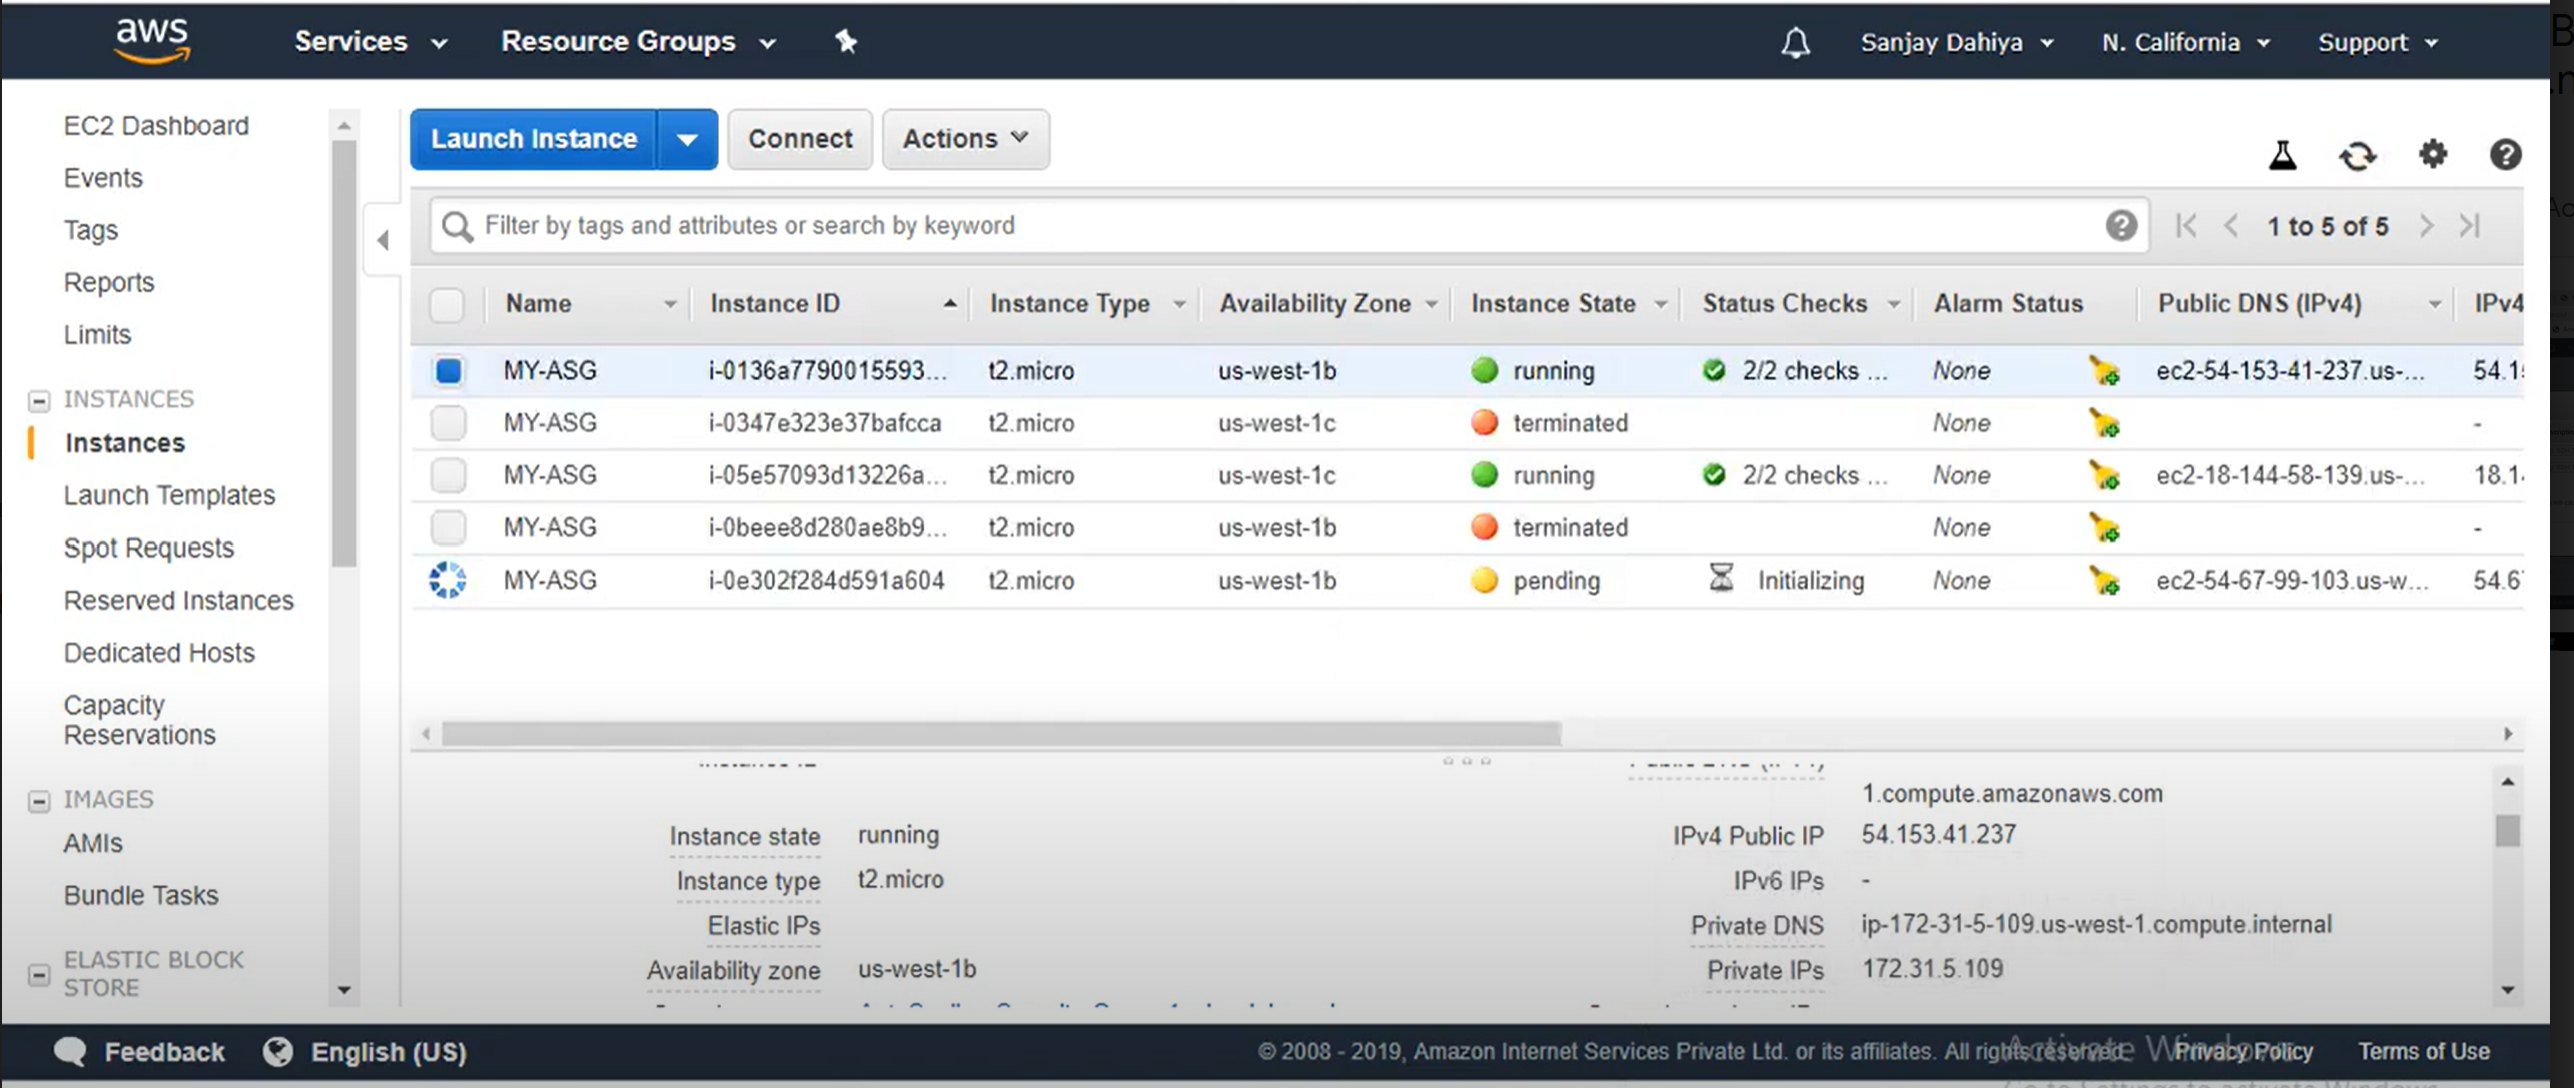 aws Services Resource Groups Sanjay Dahiya N. California Support
EC2 Dashboard
Events
Tags
Reports
Limits
INSTANCES
Instances
Launch Templates
Spot Requests
Reserved Instances
Dedicated Hosts
Capacity
Reservations
IMAGES
AMIs
Bundle Tasks
ELASTIC BLOCK
STORE
Launch Instance Connect Actions
Filter by tags and attributes or search by keyword 1 to 5 of 5
Name Instance ID Instance Type Availability Zone Instance State Status Checks Alarm Status Public DNS (IPv4) IPv4
MY-ASG i-0136a7790015593... t2.micro us-west-1b running 2/2 checks ... None ec2-54-153-41-237.us-... 54.1
MY-ASG i-0347e323e37bafcca t2.micro us-west-1c terminated None -
MY-ASG i-05e57093d13226a... t2.micro us-west-1c running 2/2 checks ... None ec2-18-144-58-139.us-... 18.1
MY-ASG i-0beee8d280ae8b9... t2.micro us-west-1b terminated None -
MY-ASG i-0e302f284d591a604 t2.micro us-west-1b pending Initializing None ec2-54-67-99-103.us-w... 54.6
1.compute.amazonaws.com
Instance state running IPv4 Public IP 54.153.41.237
Instance type t2.micro IPv6 IPs -
Elastic IPs Private DNS ip-172-31-5-109.us-west-1.compute.internal
Availability zone us-west-1b Private IPs 172.31.5.109
Feedback English (US) © 2008 - 2019, Amazon Internet Services Private Ltd. or its affiliates. All rights reserved. Privacy Policy Terms of Use
Activate Windows